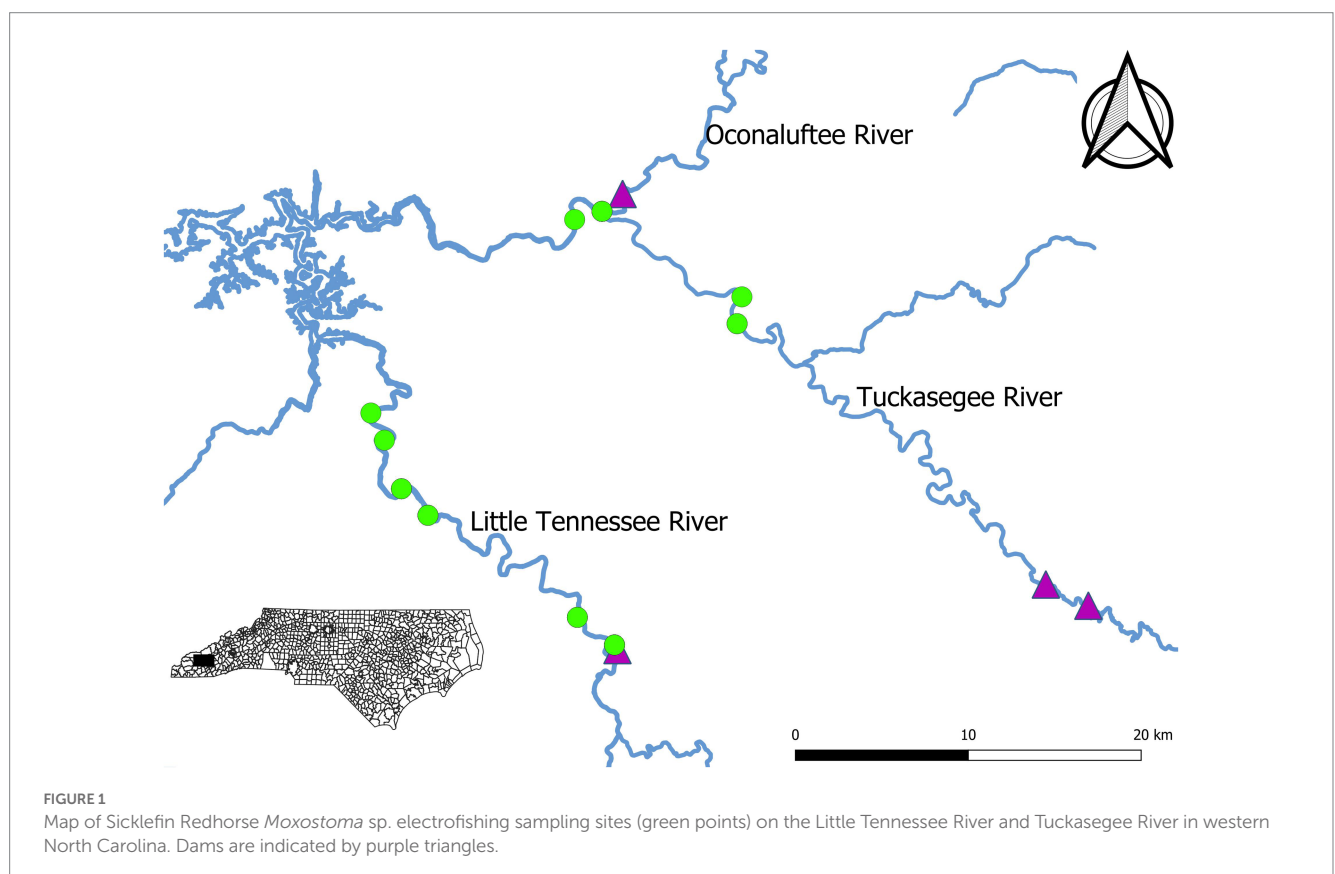 Oconaluftee River
Tuckasegee River
Little Tennessee River
0 10 20 km
FIGURE 1
Map of Sicklefin Redhorse Moxostoma sp. electrofishing sampling sites (green points) on the Little Tennessee River and Tuckasegee River in western
North Carolina. Dams are indicated by purple triangles.